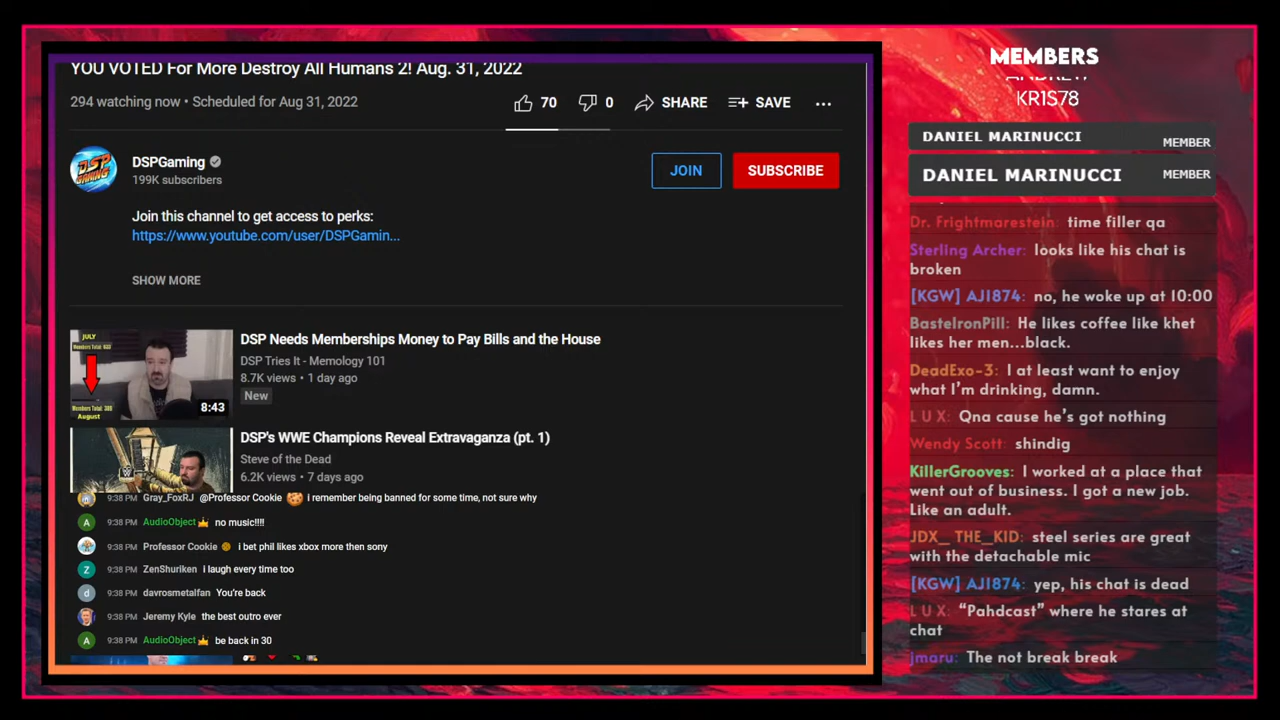 YOU VOTED For More Destroy All Humans 2! Aug. 31, 2022
294 watching now • Scheduled for Aug 31, 2022
70
0
SHARE
SAVE
DSP GAMING
DSPGaming
199K subscribers
JOIN
SUBSCRIBE
Join this channel to get access to perks:
https://www.youtube.com/user/DSPGamin...
SHOW MORE
JULY
August
8:43
DSP Needs Memberships Money to Pay Bills and the House
DSP Tries It - Memology 101
8.7K views • 1 day ago
New
DSP's WWE Champions Reveal Extravaganza (pt. 1)
Steve of the Dead
6.2K views • 7 days ago
9:38 PM Gray_FoxRJ @Professor Cookie i remember being banned for some time, not sure why
A 9:38 PM AudioObject no music!!!!
9:38 PM Professor Cookie i bet phil likes xbox more then sony
Z 9:38 PM ZenShuriken I laugh every time too
d 9:38 PM davrosmetalfan You're back
9:38 PM Jeremy Kyle the best outro ever
A 9:38 PM AudioObject be back in 30
MEMBERS
ANDREW
KR1S78
DANIEL MARINUCCI MEMBER
DANIEL MARINUCCI MEMBER
Dr. Frightmarestein: time filler qa
Sterling Archer: looks like his chat is
broken
[KGW] AJ1874: no, he woke up at 10:00
BasteIronPill: He likes coffee like khet
likes her men...black.
DeadExo-3: I at least want to enjoy
what I'm drinking, damn.
L U X: Qna cause he's got nothing
Wendy Scott: shindig
KillerGrooves: I worked at a place that
went out of business. I got a new job.
Like an adult.
JDX_ THE_KID: steel series are great
with the detachable mic
[KGW] AJ1874: yep, his chat is dead
L U X: “Pahdcast” where he stares at
chat
jmaru: The not break break